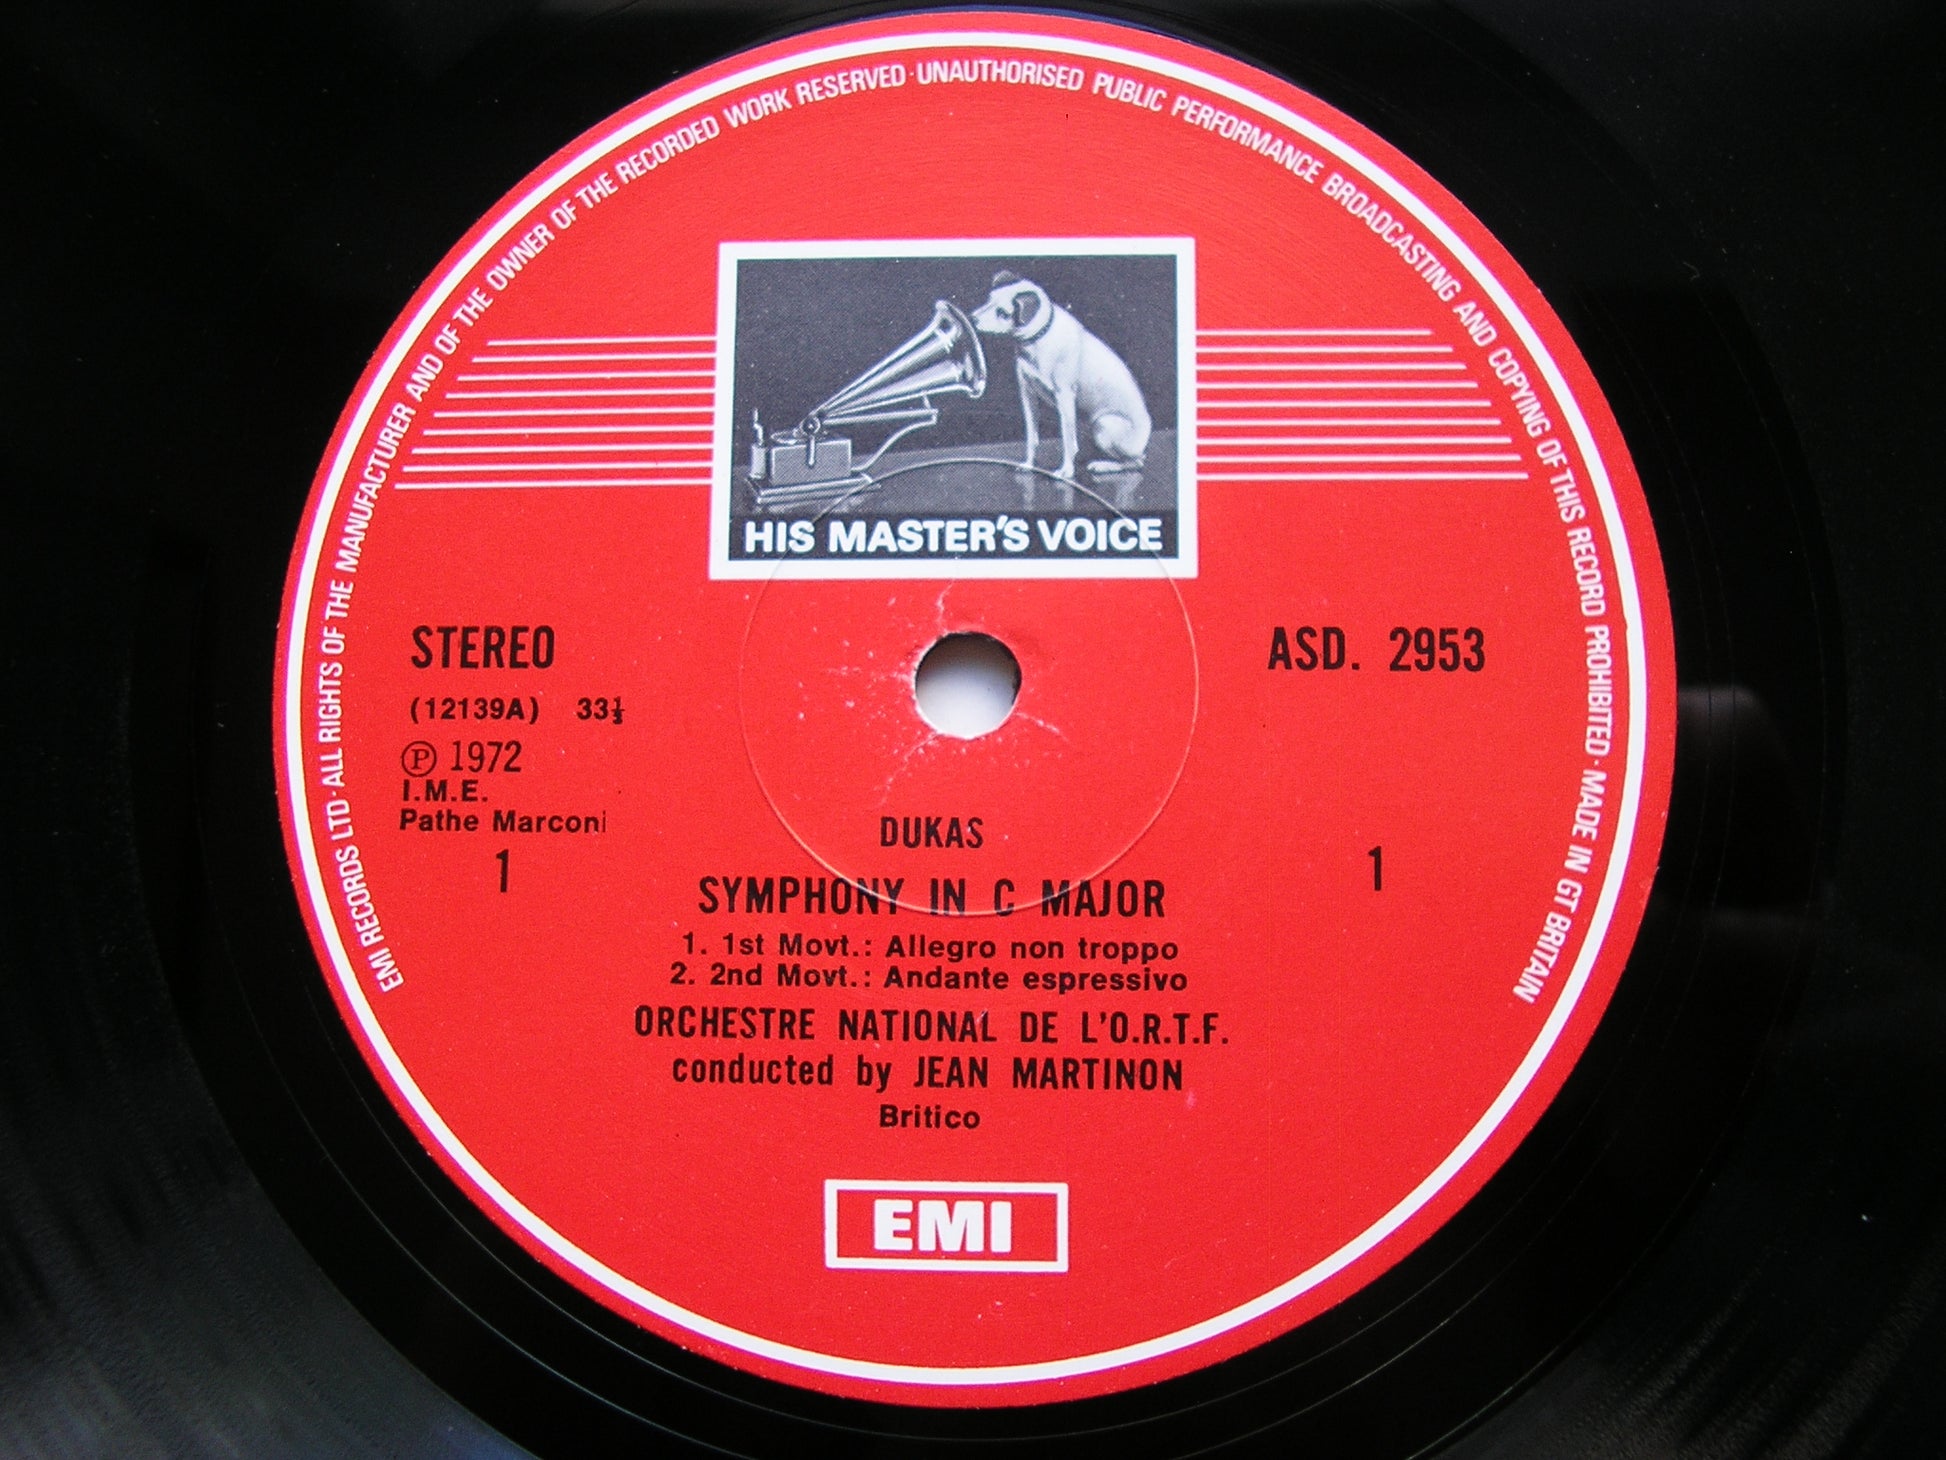 EMI RECORDS LTD · ALL RIGHTS OF THE MANUFACTURER AND OF THE OWNER OF THE RECORDED WORK RESERVED · UNAUTHORISED PUBLIC PERFORMANCE BROADCASTING AND COPYING OF THIS RECORD PROHIBITED · MADE IN GT BRITAIN
HIS MASTER'S VOICE
STEREO
ASD. 2953
(12139A) 33⅓
℗ 1972
I.M.E.
Pathe Marconi
1
1
DUKAS
SYMPHONY IN C MAJOR
1. 1st Movt.: Allegro non troppo
2. 2nd Movt.: Andante espressivo
ORCHESTRE NATIONAL DE L'O.R.T.F.
conducted by JEAN MARTINON
Britico
EMI